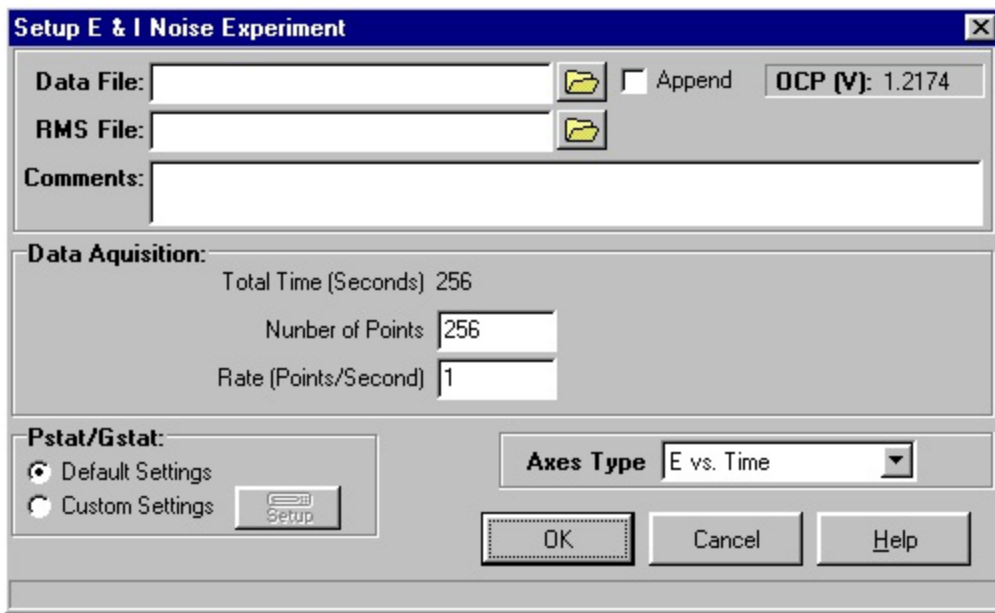 Setup E & I Noise Experiment
Data File:
Append
OCP (V): 1.2174
RMS File:
Comments:
Data Aquisition:
Total Time (Seconds) 256
Nunber of Points 256
Rate (Points/Second) 1
Pstat/Gstat:
Default Settings
Custom Settings
Setup
Axes Type E vs. Time
OK
Cancel
Help